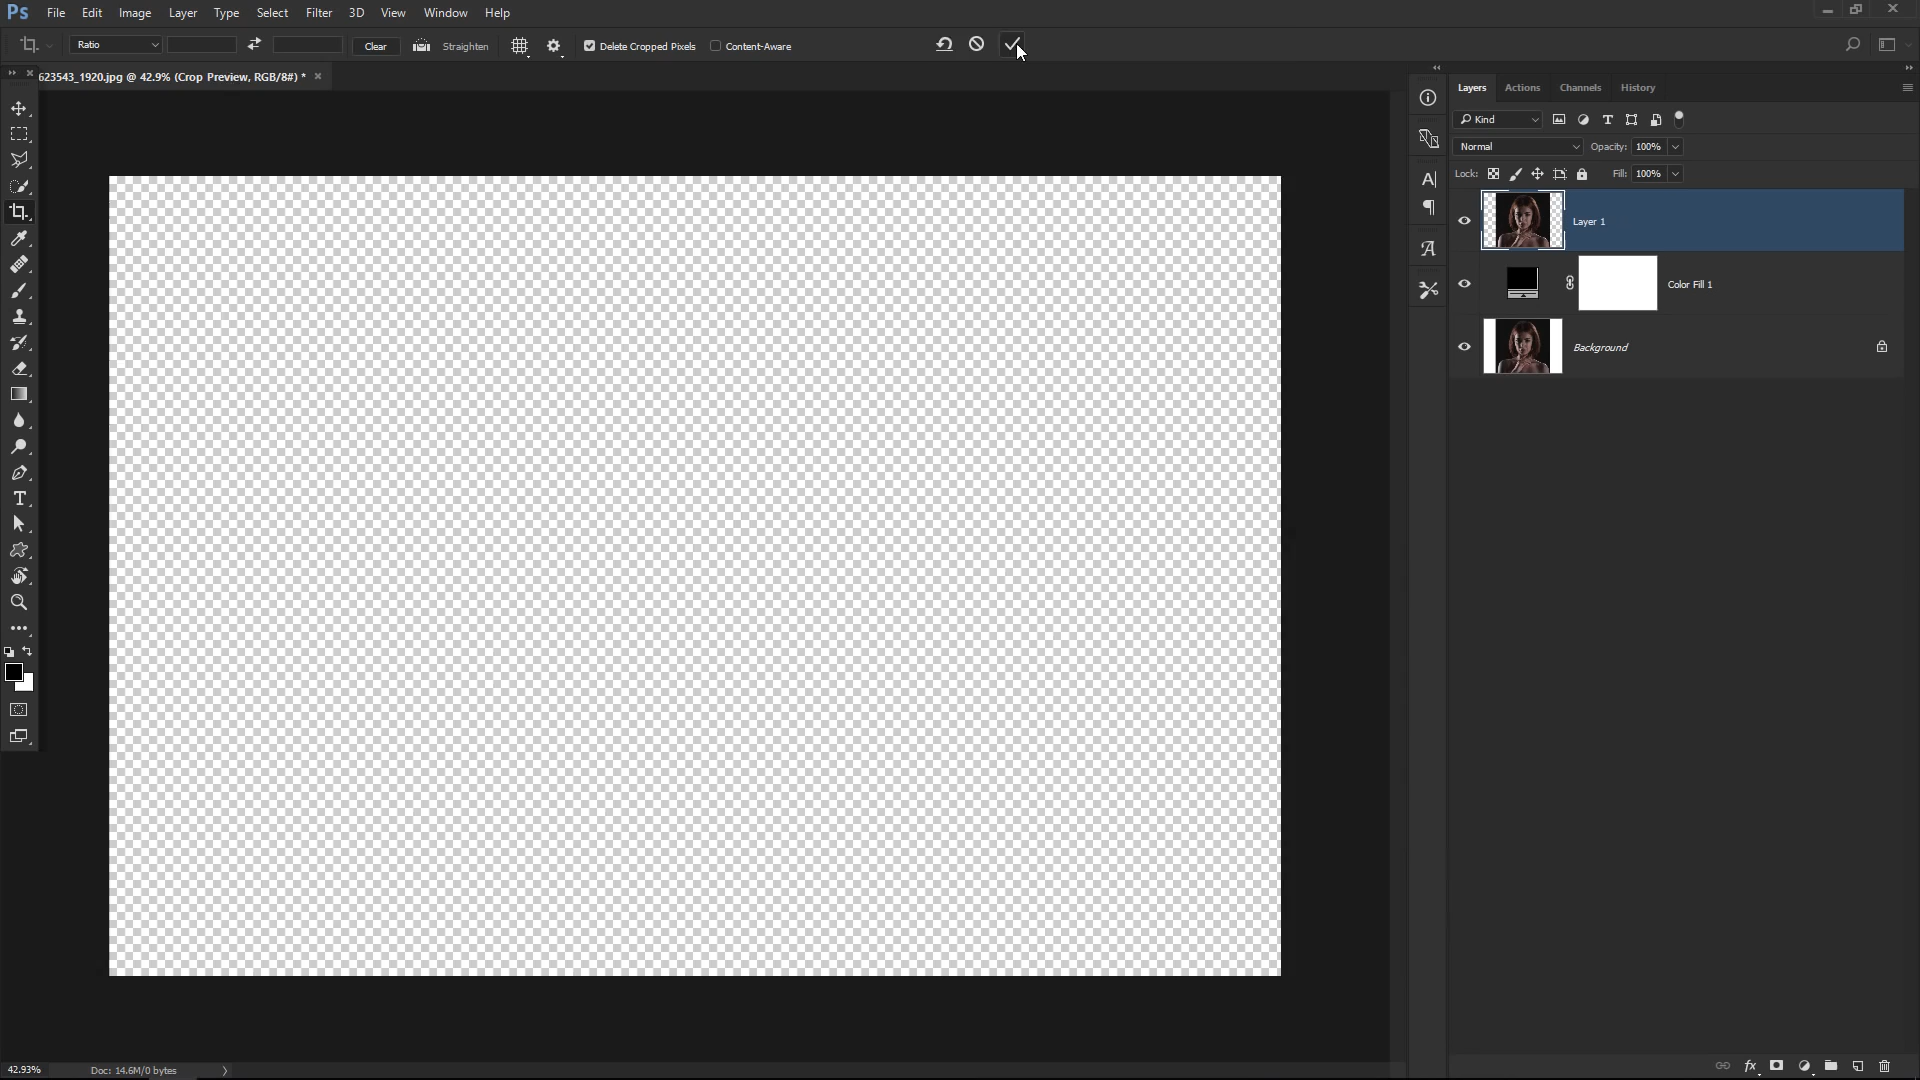 Ps File Edit Image Layer Type Select Filter 3D View Window Help
Ratio Clear Straighten Delete Cropped Pixels Content-Aware
623543_1920.jpg @ 42.9% (Crop Preview, RGB/8#) * ×
Layers Actions Channels History
Kind
Normal Opacity: 100%
Lock: Fill: 100%
Layer 1
Color Fill 1
Background
42.93% Doc: 14.6M/0 bytes